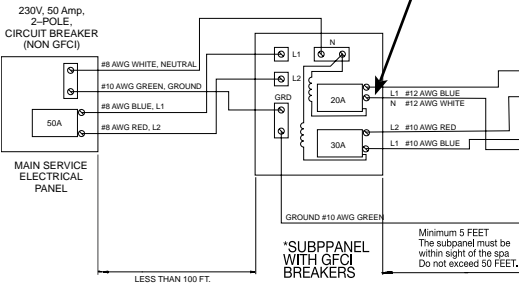 230V, 50 Amp,
2–POLE,
CIRCUIT BREAKER
(NON GFCI)
#8 AWG WHITE, NEUTRAL
#10 AWG GREEN, GROUND
#8 AWG BLUE, L1
#8 AWG RED, L2
50A
MAIN SERVICE
ELECTRICAL
PANEL
LESS THAN 100 FT.
N
L1
L2
GRD
20A
30A
L1 #12 AWG BLUE
N #12 AWG WHITE
L2 #10 AWG RED
L1 #10 AWG BLUE
GROUND #10 AWG GREEN
*SUBPPANEL
WITH GFCI
BREAKERS
Minimum 5 FEET
The subpanel must be
within sight of the spa
Do not exceed 50 FEET.